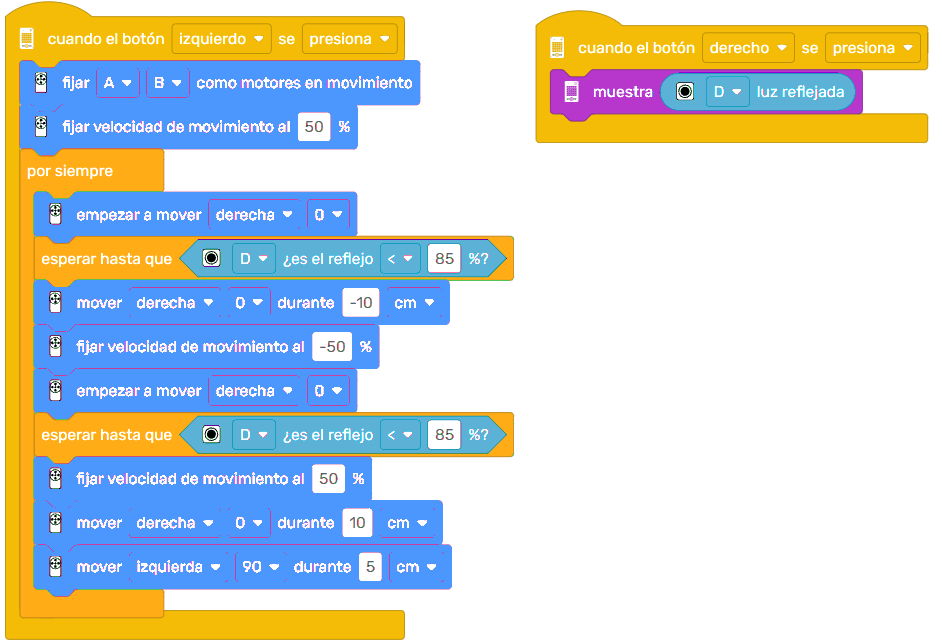 cuando el botón izquierdo se presiona
fijar A B como motores en movimiento
fijar velocidad de movimiento al 50 %
por siempre
empezar a mover derecha 0
esperar hasta que D ¿es el reflejo < 85 %?
mover derecha 0 durante -10 cm
fijar velocidad de movimiento al -50 %
empezar a mover derecha 0
esperar hasta que D ¿es el reflejo < 85 %?
fijar velocidad de movimiento al 50 %
mover derecha 0 durante 10 cm
mover izquierda 90 durante 5 cm
cuando el botón derecho se presiona
muestra D luz reflejada